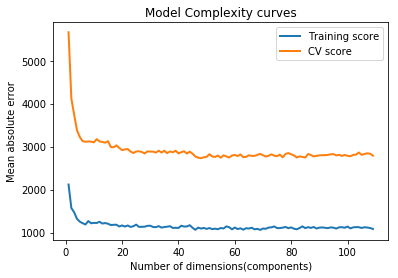 Model Complexity curves
Training score
CV score
Mean absolute error
5000
4000
3000
2000
1000
0
20
40
60
80
100
Number of dimensions(components)